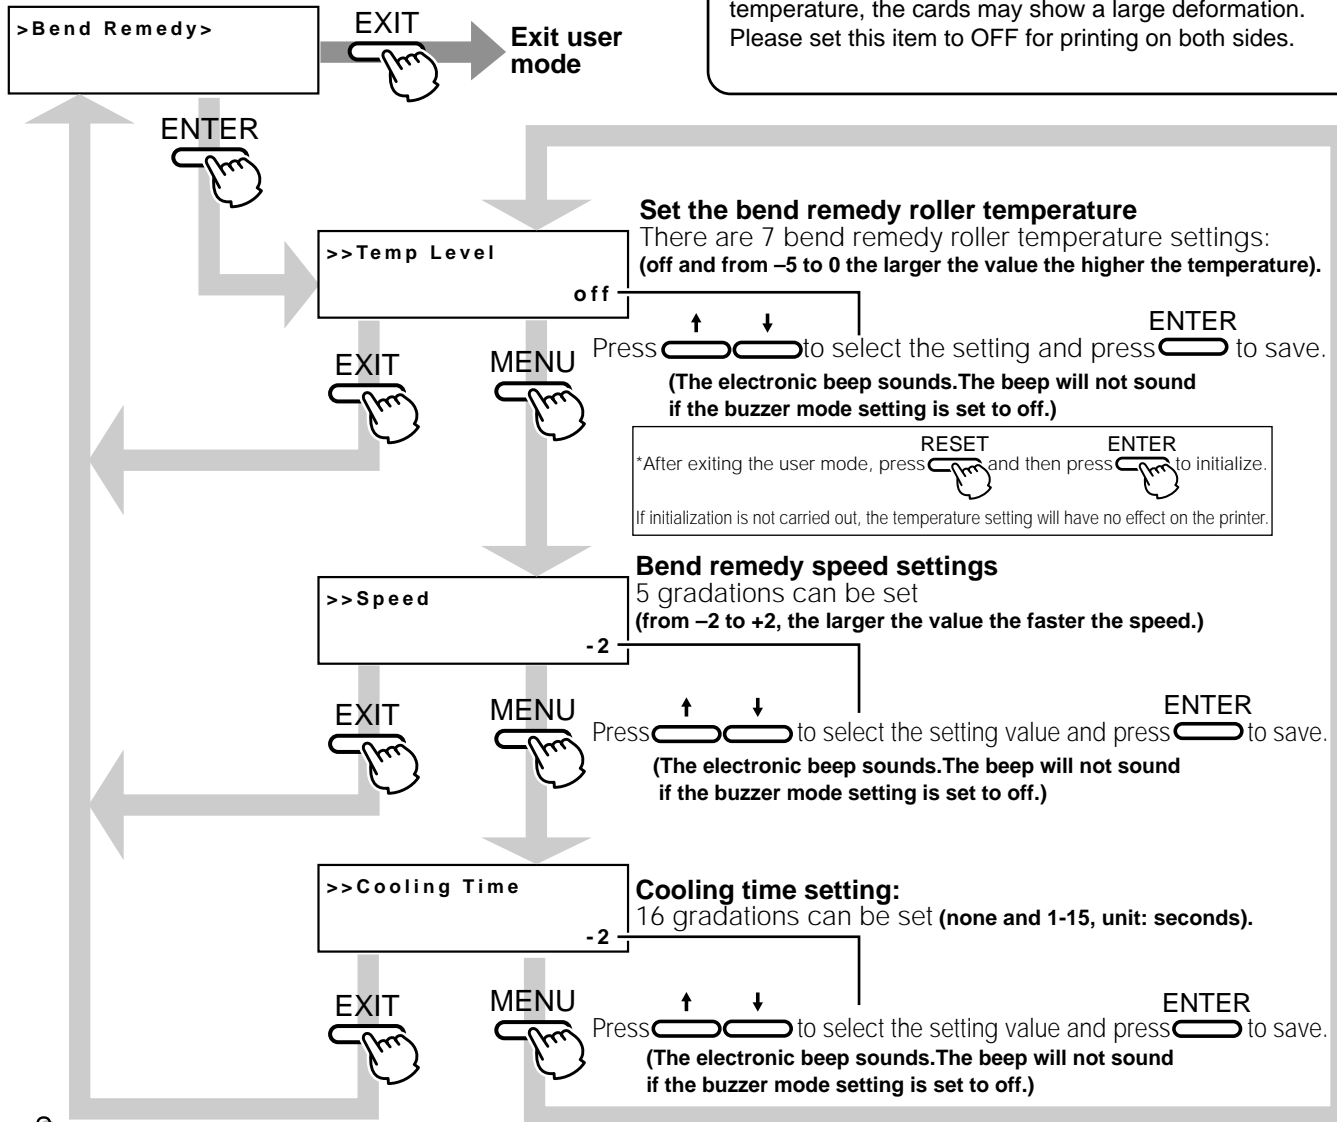 temperature, the cards may show a large deformation.
Please set this item to OFF for printing on both sides.
>Bend Remedy>
EXIT
Exit user
mode
ENTER
Set the bend remedy roller temperature
There are 7 bend remedy roller temperature settings:
(off and from –5 to 0 the larger the value the higher the temperature).
>>Temp Level
off
Press ↑ ↓ to select the setting and press ENTER to save.
(The electronic beep sounds.The beep will not sound
if the buzzer mode setting is set to off.)
EXIT
MENU
*After exiting the user mode, press RESET and then press ENTER to initialize.
If initialization is not carried out, the temperature setting will have no effect on the printer.
Bend remedy speed settings
5 gradations can be set
(from –2 to +2, the larger the value the faster the speed.)
>>Speed
-2
EXIT
MENU
Press ↑ ↓ to select the setting value and press ENTER to save.
(The electronic beep sounds.The beep will not sound
if the buzzer mode setting is set to off.)
>>Cooling Time
-2
Cooling time setting:
16 gradations can be set (none and 1-15, unit: seconds).
EXIT
MENU
Press ↑ ↓ to select the setting value and press ENTER to save.
(The electronic beep sounds.The beep will not sound
if the buzzer mode setting is set to off.)